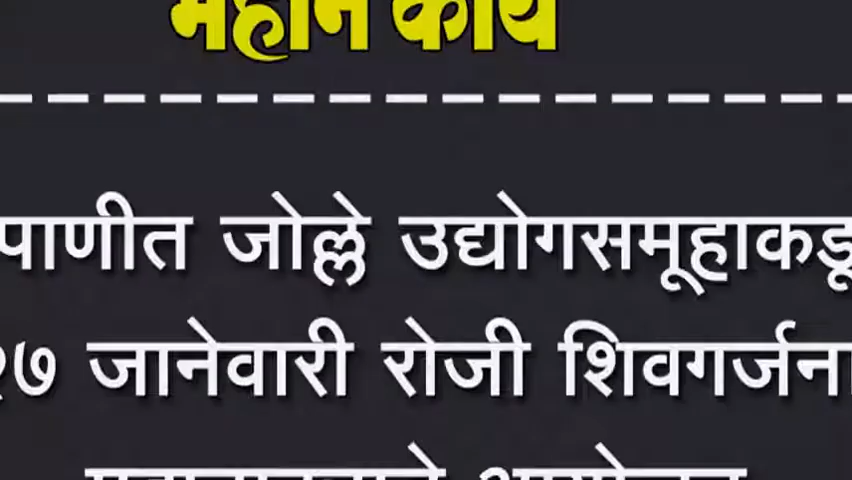 महान कार्य
पाणीत जोल्ले उद्योगसमूहाकडू
२७ जानेवारी रोजी शिवगर्जना